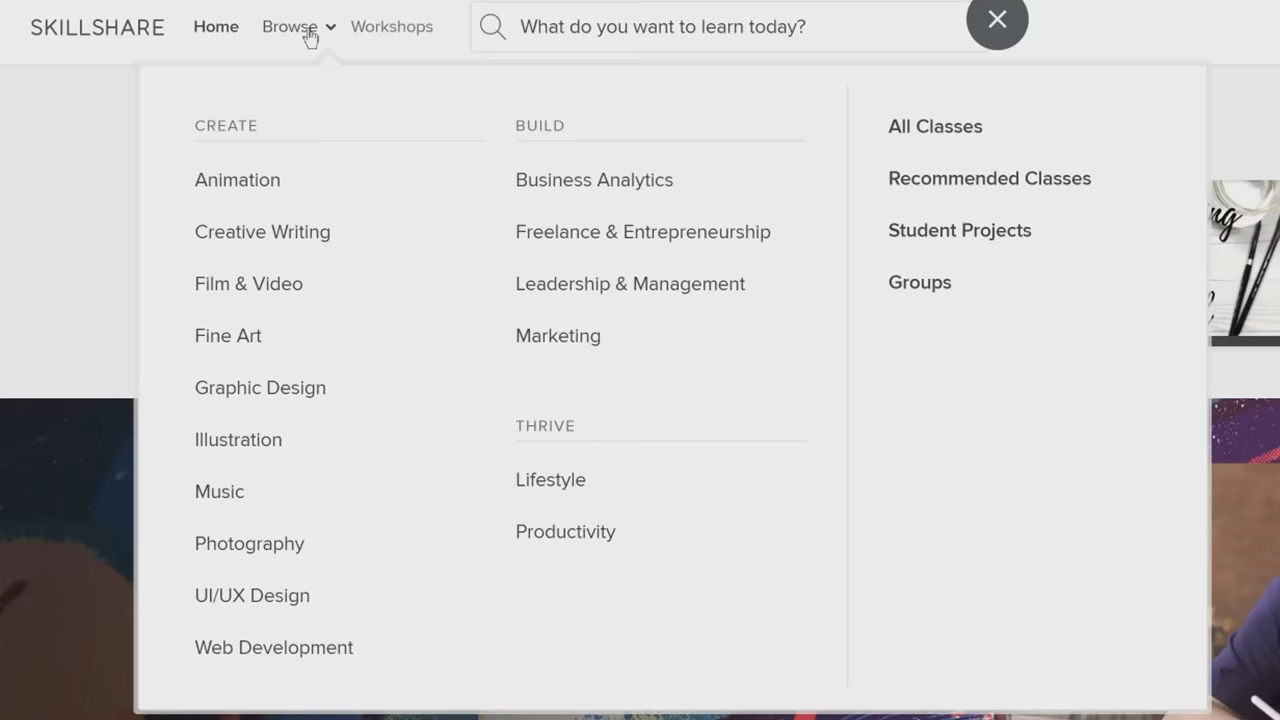 SKILLSHARE Home Browse Workshops What do you want to learn today?
CREATE
Animation
Creative Writing
Film & Video
Fine Art
Graphic Design
Illustration
Music
Photography
UI/UX Design
Web Development
BUILD
Business Analytics
Freelance & Entrepreneurship
Leadership & Management
Marketing
THRIVE
Lifestyle
Productivity
All Classes
Recommended Classes
Student Projects
Groups